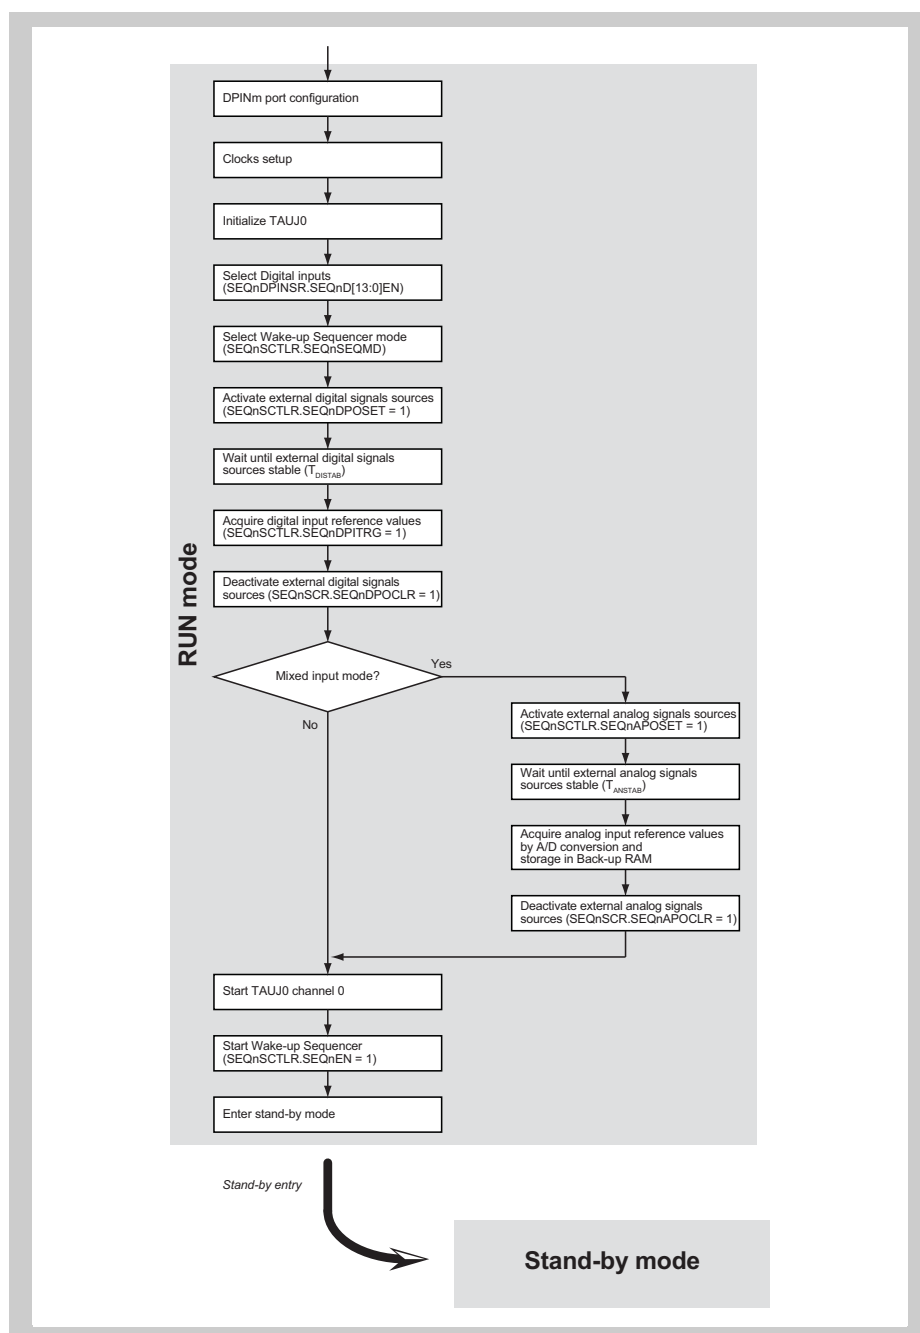 DPINm port configuration
Clocks setup
Initialize TAUJ0
Select Digital inputs
(SEQnDPINSR.SEQnD[13:0]EN)
Select Wake-up Sequencer mode
(SEQnSCTLR.SEQnSEQMD)
Activate external digital signals sources
(SEQnSCTLR.SEQnDPOSET = 1)
Wait until external digital signals
sources stable (TDISTAB)
Acquire digital input reference values
(SEQnSCTLR.SEQnDPITRG = 1)
Deactivate external digital signals
sources (SEQnSCR.SEQnDPOCLR = 1)
RUN mode
Mixed input mode?
Yes
No
Activate external analog signals sources
(SEQnSCTLR.SEQnAPOSET = 1)
Wait until external analog signals
sources stable (TANSTAB)
Acquire analog input reference values
by A/D conversion and
storage in Back-up RAM
Deactivate external analog signals
sources (SEQnSCR.SEQnAPOCLR = 1)
Start TAUJ0 channel 0
Start Wake-up Sequencer
(SEQnSCTLR.SEQnEN = 1)
Enter stand-by mode
Stand-by entry
Stand-by mode